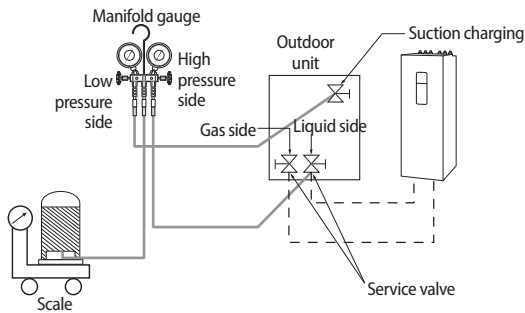 Manifold gauge
High
pressure
side
Low
pressure
side
Outdoor
unit
Suction charging
Gas side
Liquid side
Service valve
Scale